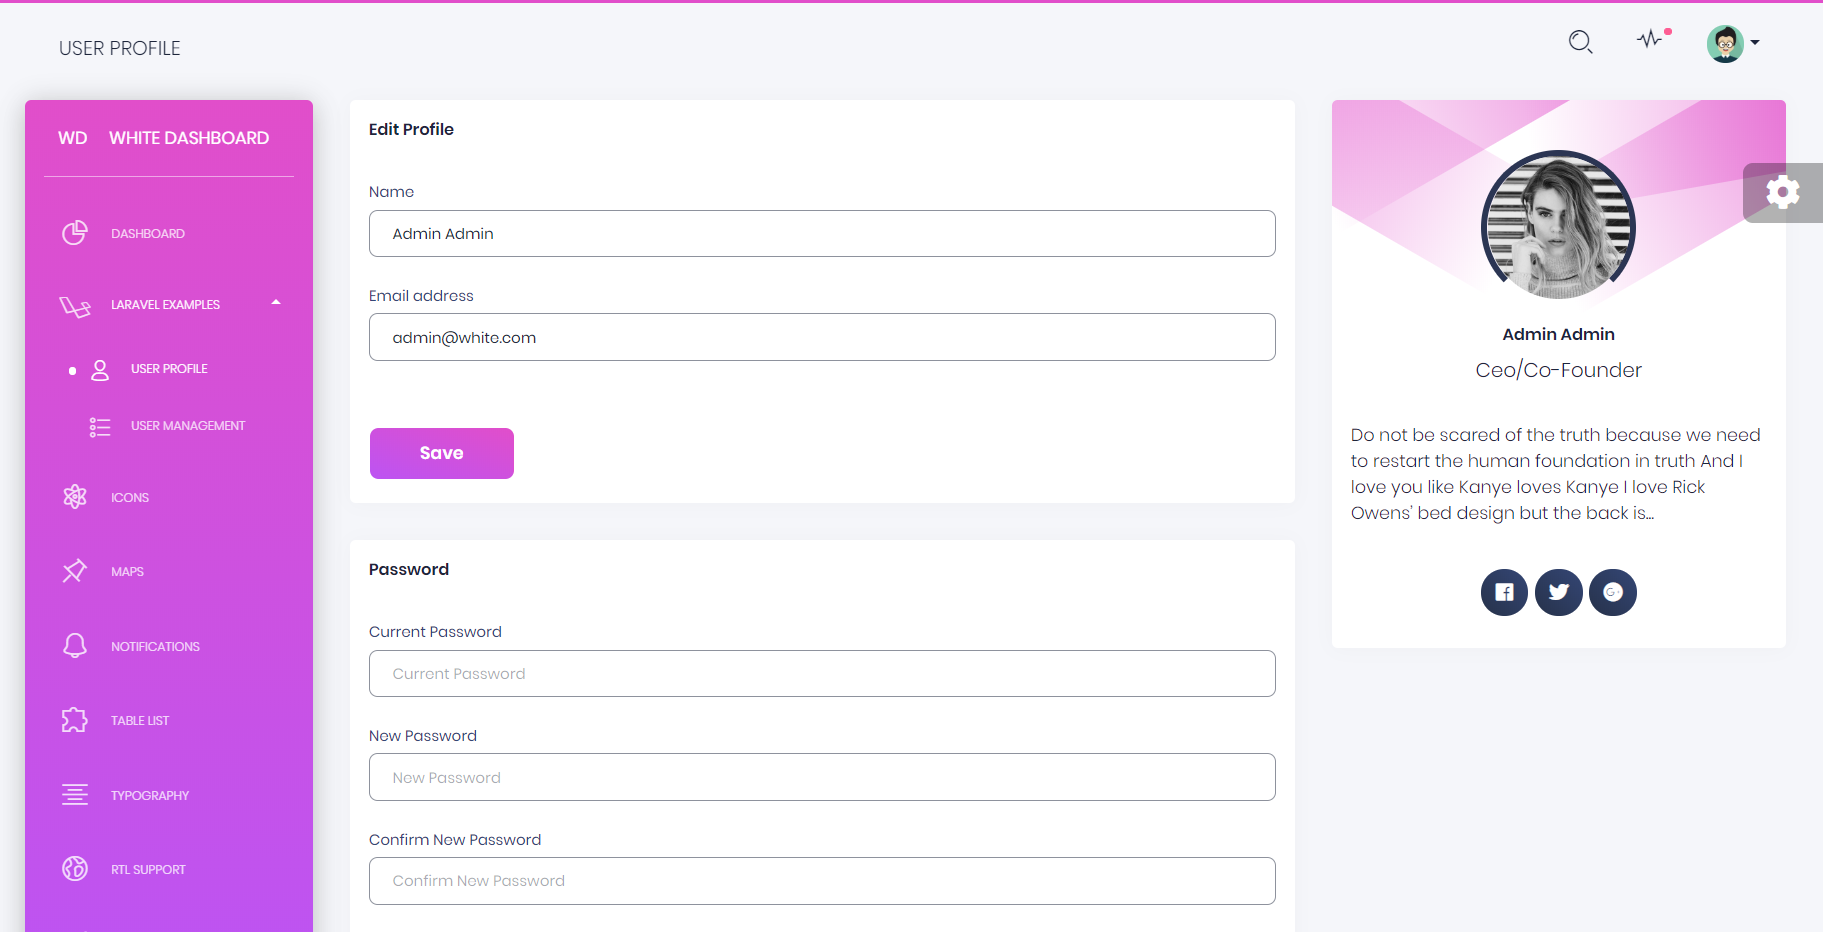 USER PROFILE
WD WHITE DASHBOARD
DASHBOARD
LARAVEL EXAMPLES
USER PROFILE
USER MANAGEMENT
ICONS
MAPS
NOTIFICATIONS
TABLE LIST
TYPOGRAPHY
RTL SUPPORT
Edit Profile
Name
Admin Admin
Email address
admin@white.com
Save
Password
Current Password
Current Password
New Password
New Password
Confirm New Password
Confirm New Password
Admin Admin
Ceo/Co-Founder
Do not be scared of the truth because we need
to restart the human foundation in truth And I
love you like Kanye loves Kanye I love Rick
Owens’ bed design but the back is...